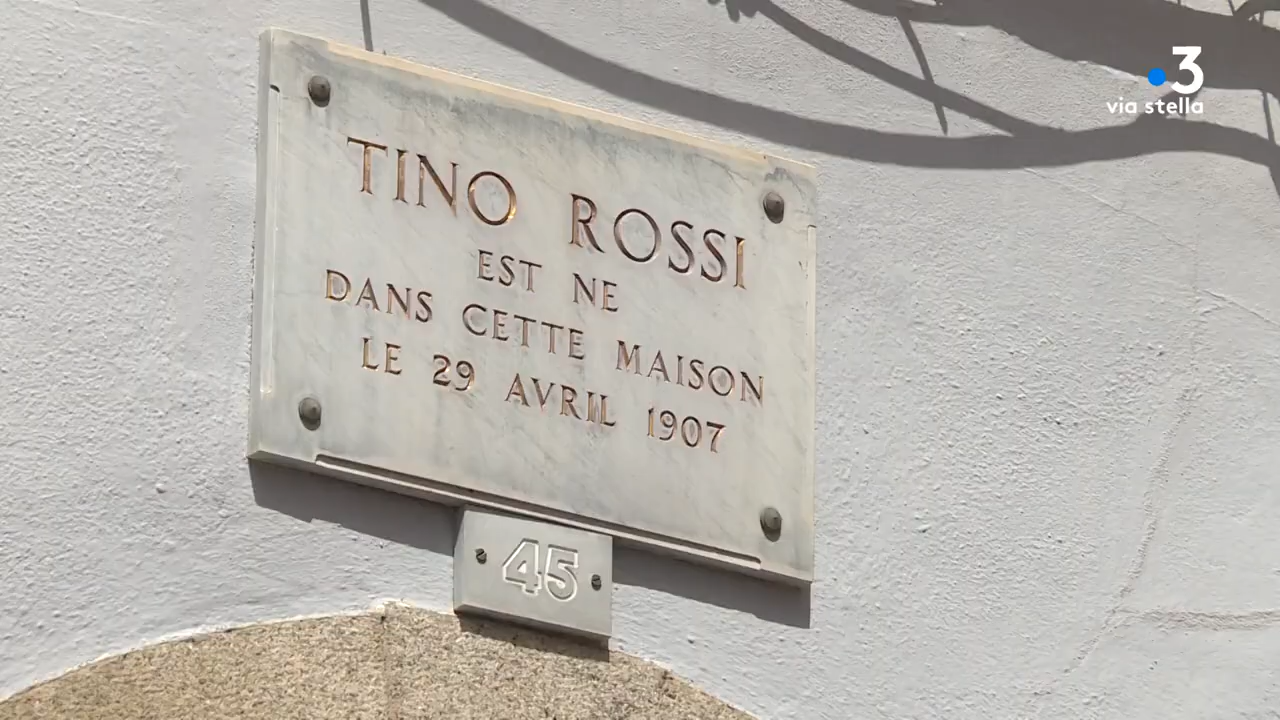 3
via stella
TINO ROSSI
EST NE
DANS CETTE MAISON
LE 29 AVRIL 1907
45